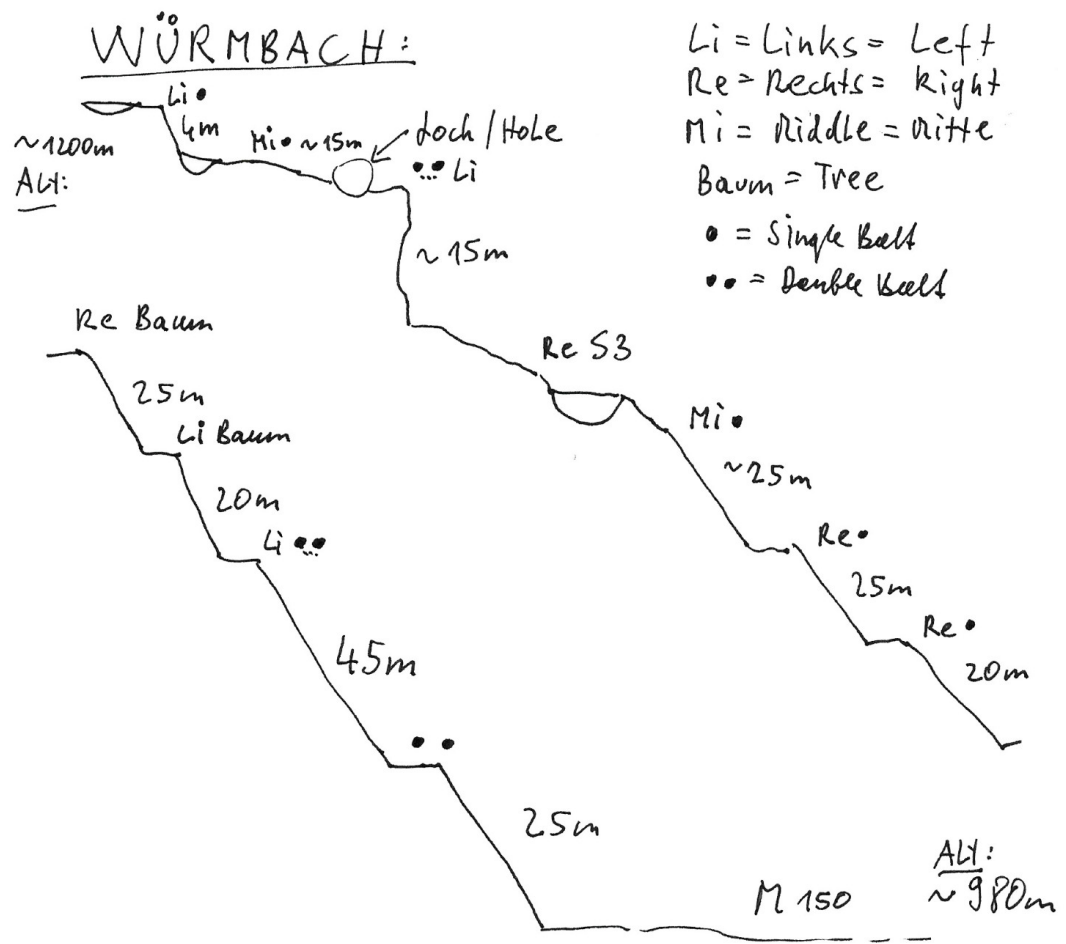 WÜRMBACH:
Li = Links = Left
Re = Rechts = Right
Mi = Middle = Mitte
Baum = Tree
• = Single Bolt
•• = Double Bolt
~1200m
ALT:
Li •
4m
Mi • ~15m
Loch / Hole
•• Li
~15m
Re S3
Mi •
~25m
Re •
25m
Re •
20m
Re Baum
25m
Li Baum
20m
Li ••
45m
• •
25m
M 150
ALT:
~980m